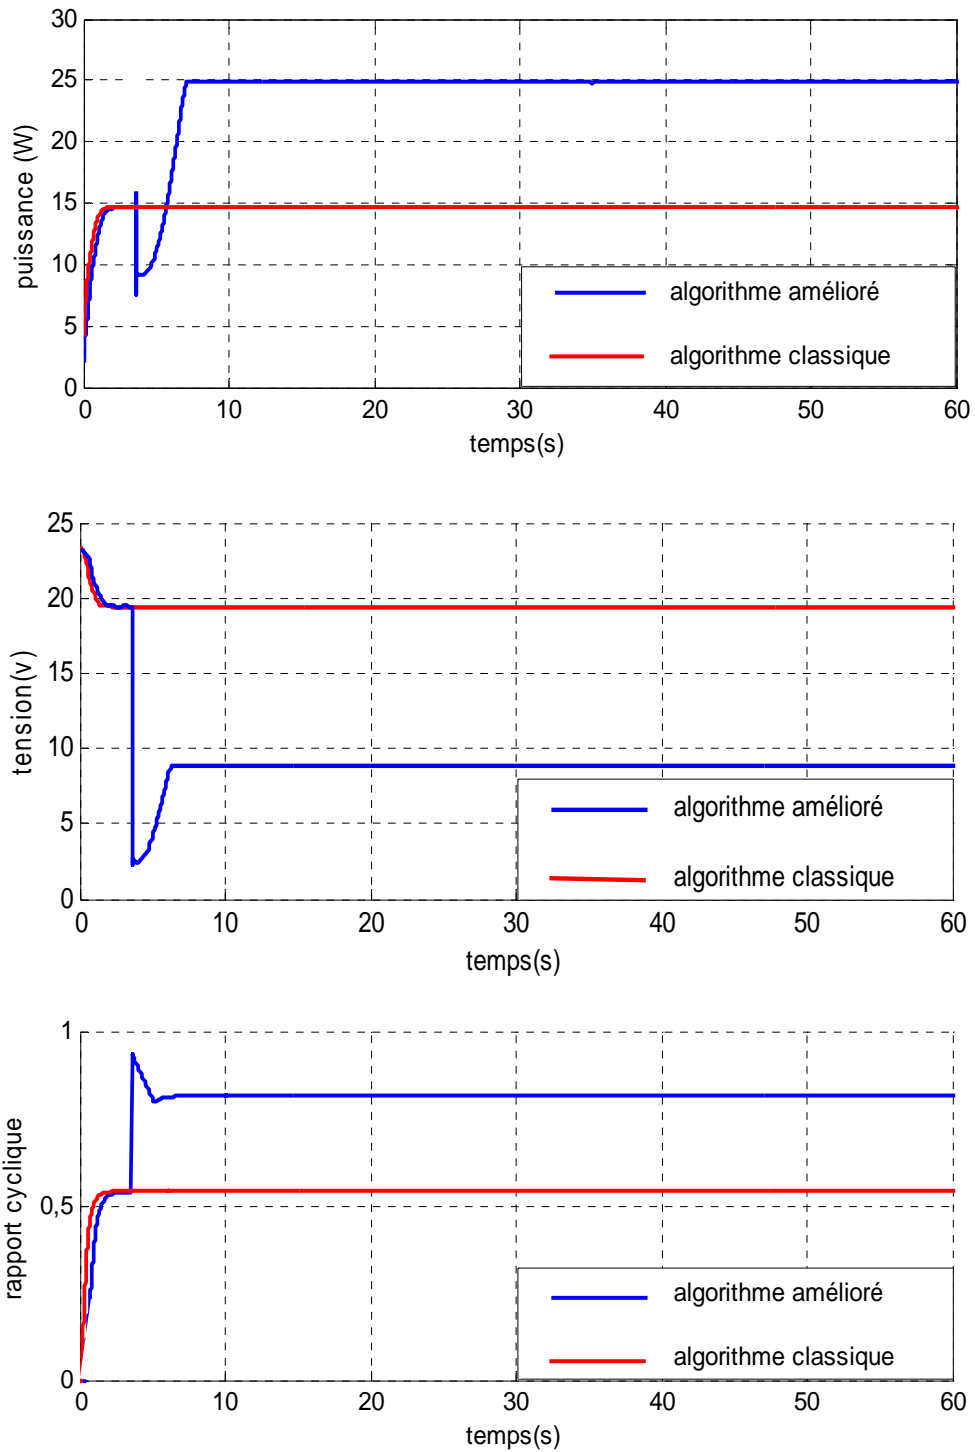 30
25
20
15
10
5
0
puissance (W)
algorithme amélioré
algorithme classique
0 10 20 30 40 50 60
temps(s)
25
20
15
10
5
0
tension(v)
algorithme amélioré
algorithme classique
0 10 20 30 40 50 60
temps(s)
1
0,5
0
rapport cyclique
algorithme amélioré
algorithme classique
0 10 20 30 40 50 60
temps(s)